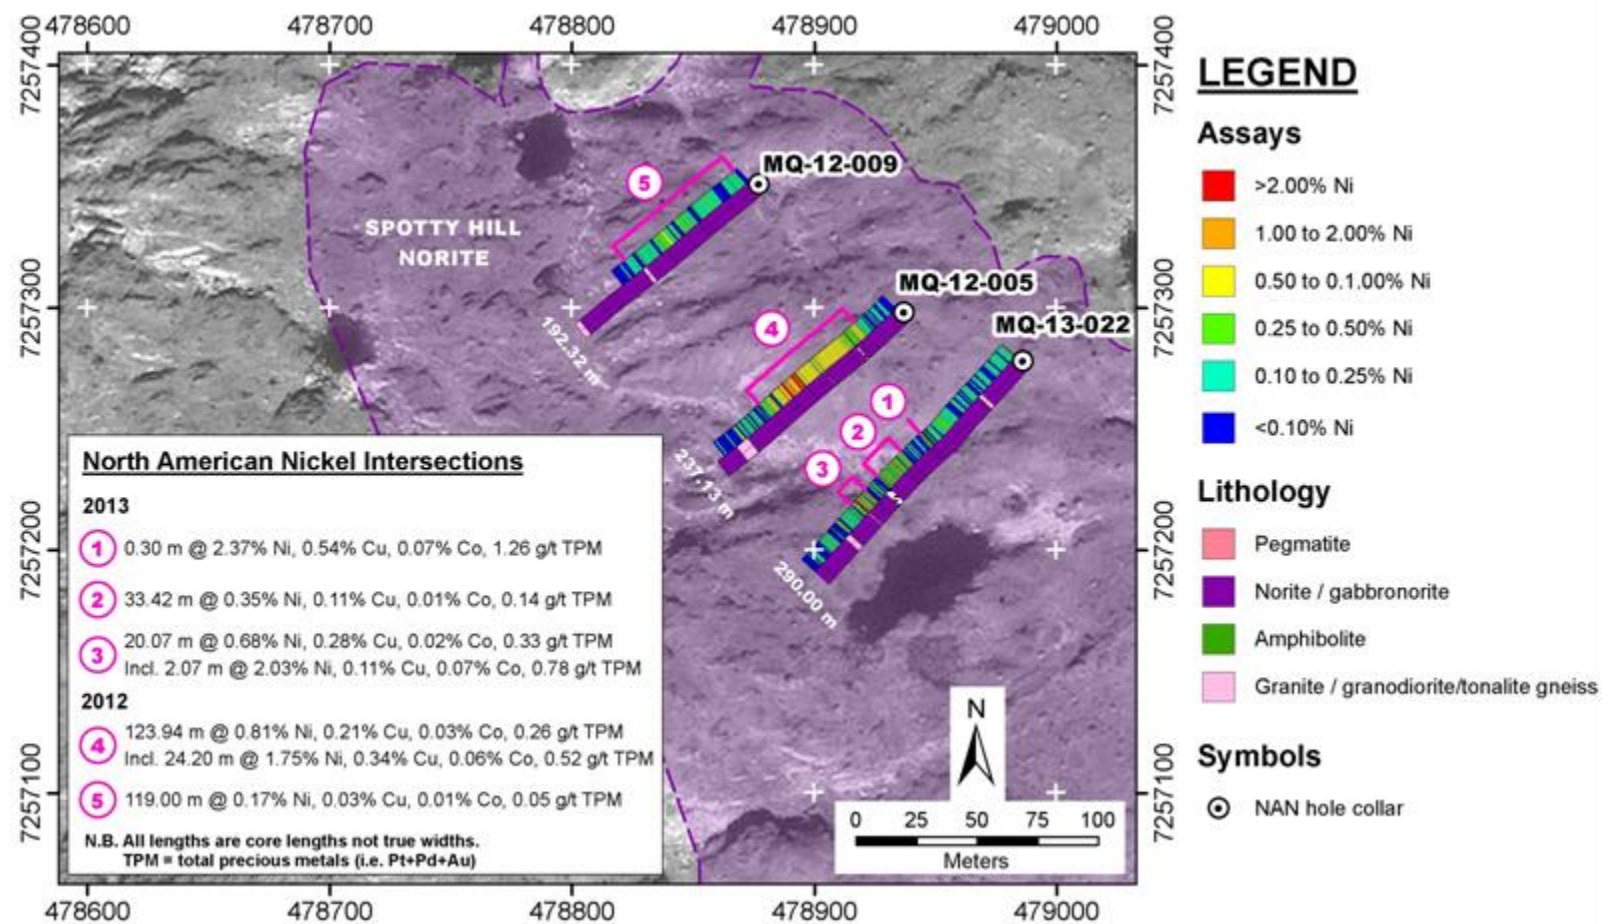 478600 478700 478800 478900 479000
7257400
7257300
7257200
7257100
7257400
7257300
7257200
7257100
MQ-12-009
5
SPOTTY HILL
NORITE
MQ-12-005
4
MQ-13-022
192.32 m
1
2
3
237.13 m
290.00 m
North American Nickel Intersections
2013
1 0.30 m @ 2.37% Ni, 0.54% Cu, 0.07% Co, 1.26 g/t TPM
2 33.42 m @ 0.35% Ni, 0.11% Cu, 0.01% Co, 0.14 g/t TPM
3 20.07 m @ 0.68% Ni, 0.28% Cu, 0.02% Co, 0.33 g/t TPM
Incl. 2.07 m @ 2.03% Ni, 0.11% Cu, 0.07% Co, 0.78 g/t TPM
2012
4 123.94 m @ 0.81% Ni, 0.21% Cu, 0.03% Co, 0.26 g/t TPM
Incl. 24.20 m @ 1.75% Ni, 0.34% Cu, 0.06% Co, 0.52 g/t TPM
5 119.00 m @ 0.17% Ni, 0.03% Cu, 0.01% Co, 0.05 g/t TPM
N.B. All lengths are core lengths not true widths.
TPM = total precious metals (i.e. Pt+Pd+Au)
N
0 25 50 75 100
Meters
478600 478700 478800 478900 479000
LEGEND
Assays
>2.00% Ni
1.00 to 2.00% Ni
0.50 to 0.1.00% Ni
0.25 to 0.50% Ni
0.10 to 0.25% Ni
<0.10% Ni
Lithology
Pegmatite
Norite / gabbronorite
Amphibolite
Granite / granodiorite/tonalite gneiss
Symbols
NAN hole collar